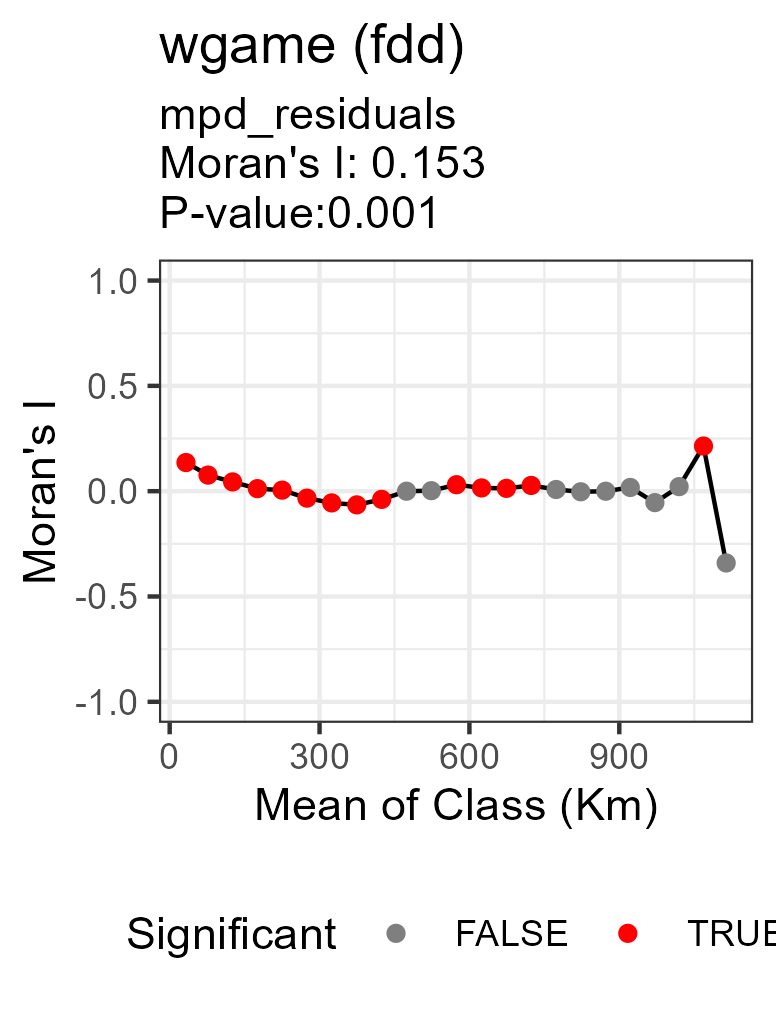 wgame (fdd)
mpd_residuals
Moran's I: 0.153
P-value:0.001
1.0
0.5
0.0
-0.5
-1.0
Moran's I
0 300 600 900
Mean of Class (Km)
Significant FALSE TRUE